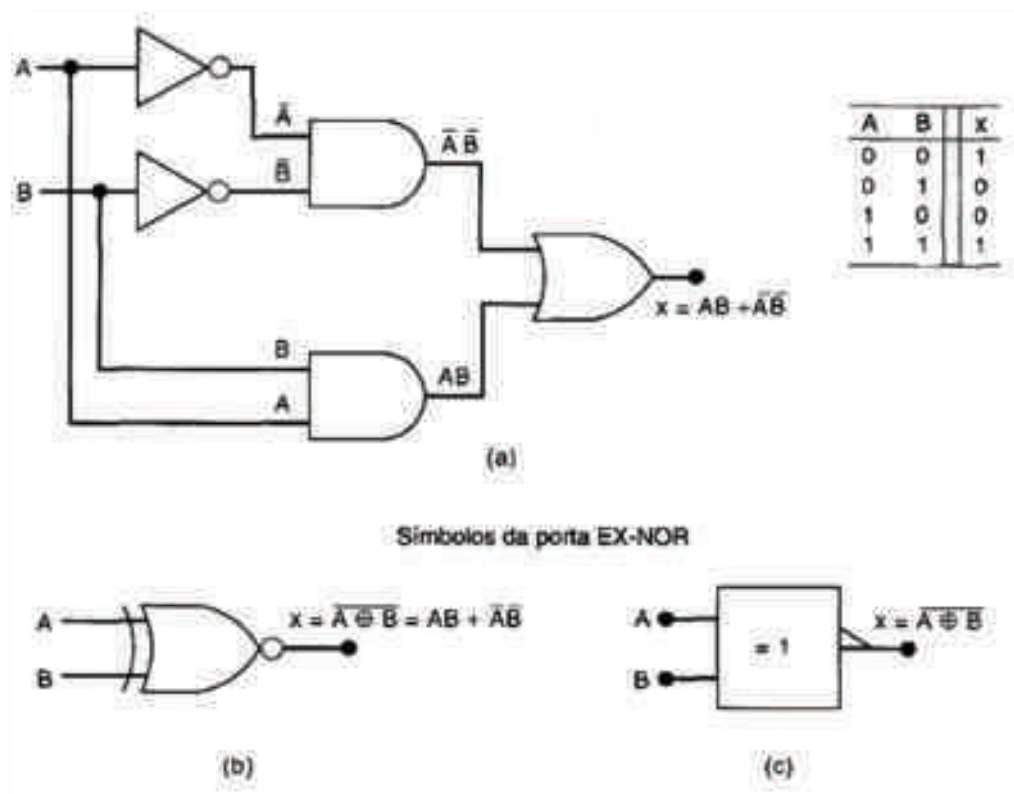 A
Ā
Ā B̄
B
B̄
A B x
0 0 1
0 1 0
1 0 0
1 1 1
x = AB + ĀB̄
B
A
AB
(a)
Símbolos da porta EX-NOR
A
B
x = A̅ ̅⊕̅ ̅B̅ = AB + ĀB̄
(b)
A
B
= 1
x = A̅ ̅⊕̅ ̅B̅
(c)